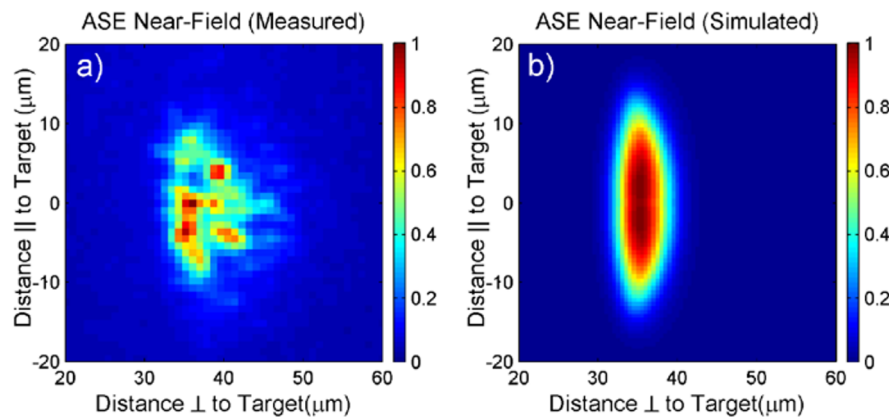 ASE Near-Field (Measured)
a)
20
10
0
-10
-20
20 30 40 50 60
Distance || to Target (μm)
Distance ⊥ to Target(μm)
1
0.8
0.6
0.4
0.2
0
ASE Near-Field (Simulated)
b)
20
10
0
-10
-20
20 30 40 50 60
Distance || to Target (μm)
Distance ⊥ to Target(μm)
1
0.8
0.6
0.4
0.2
0